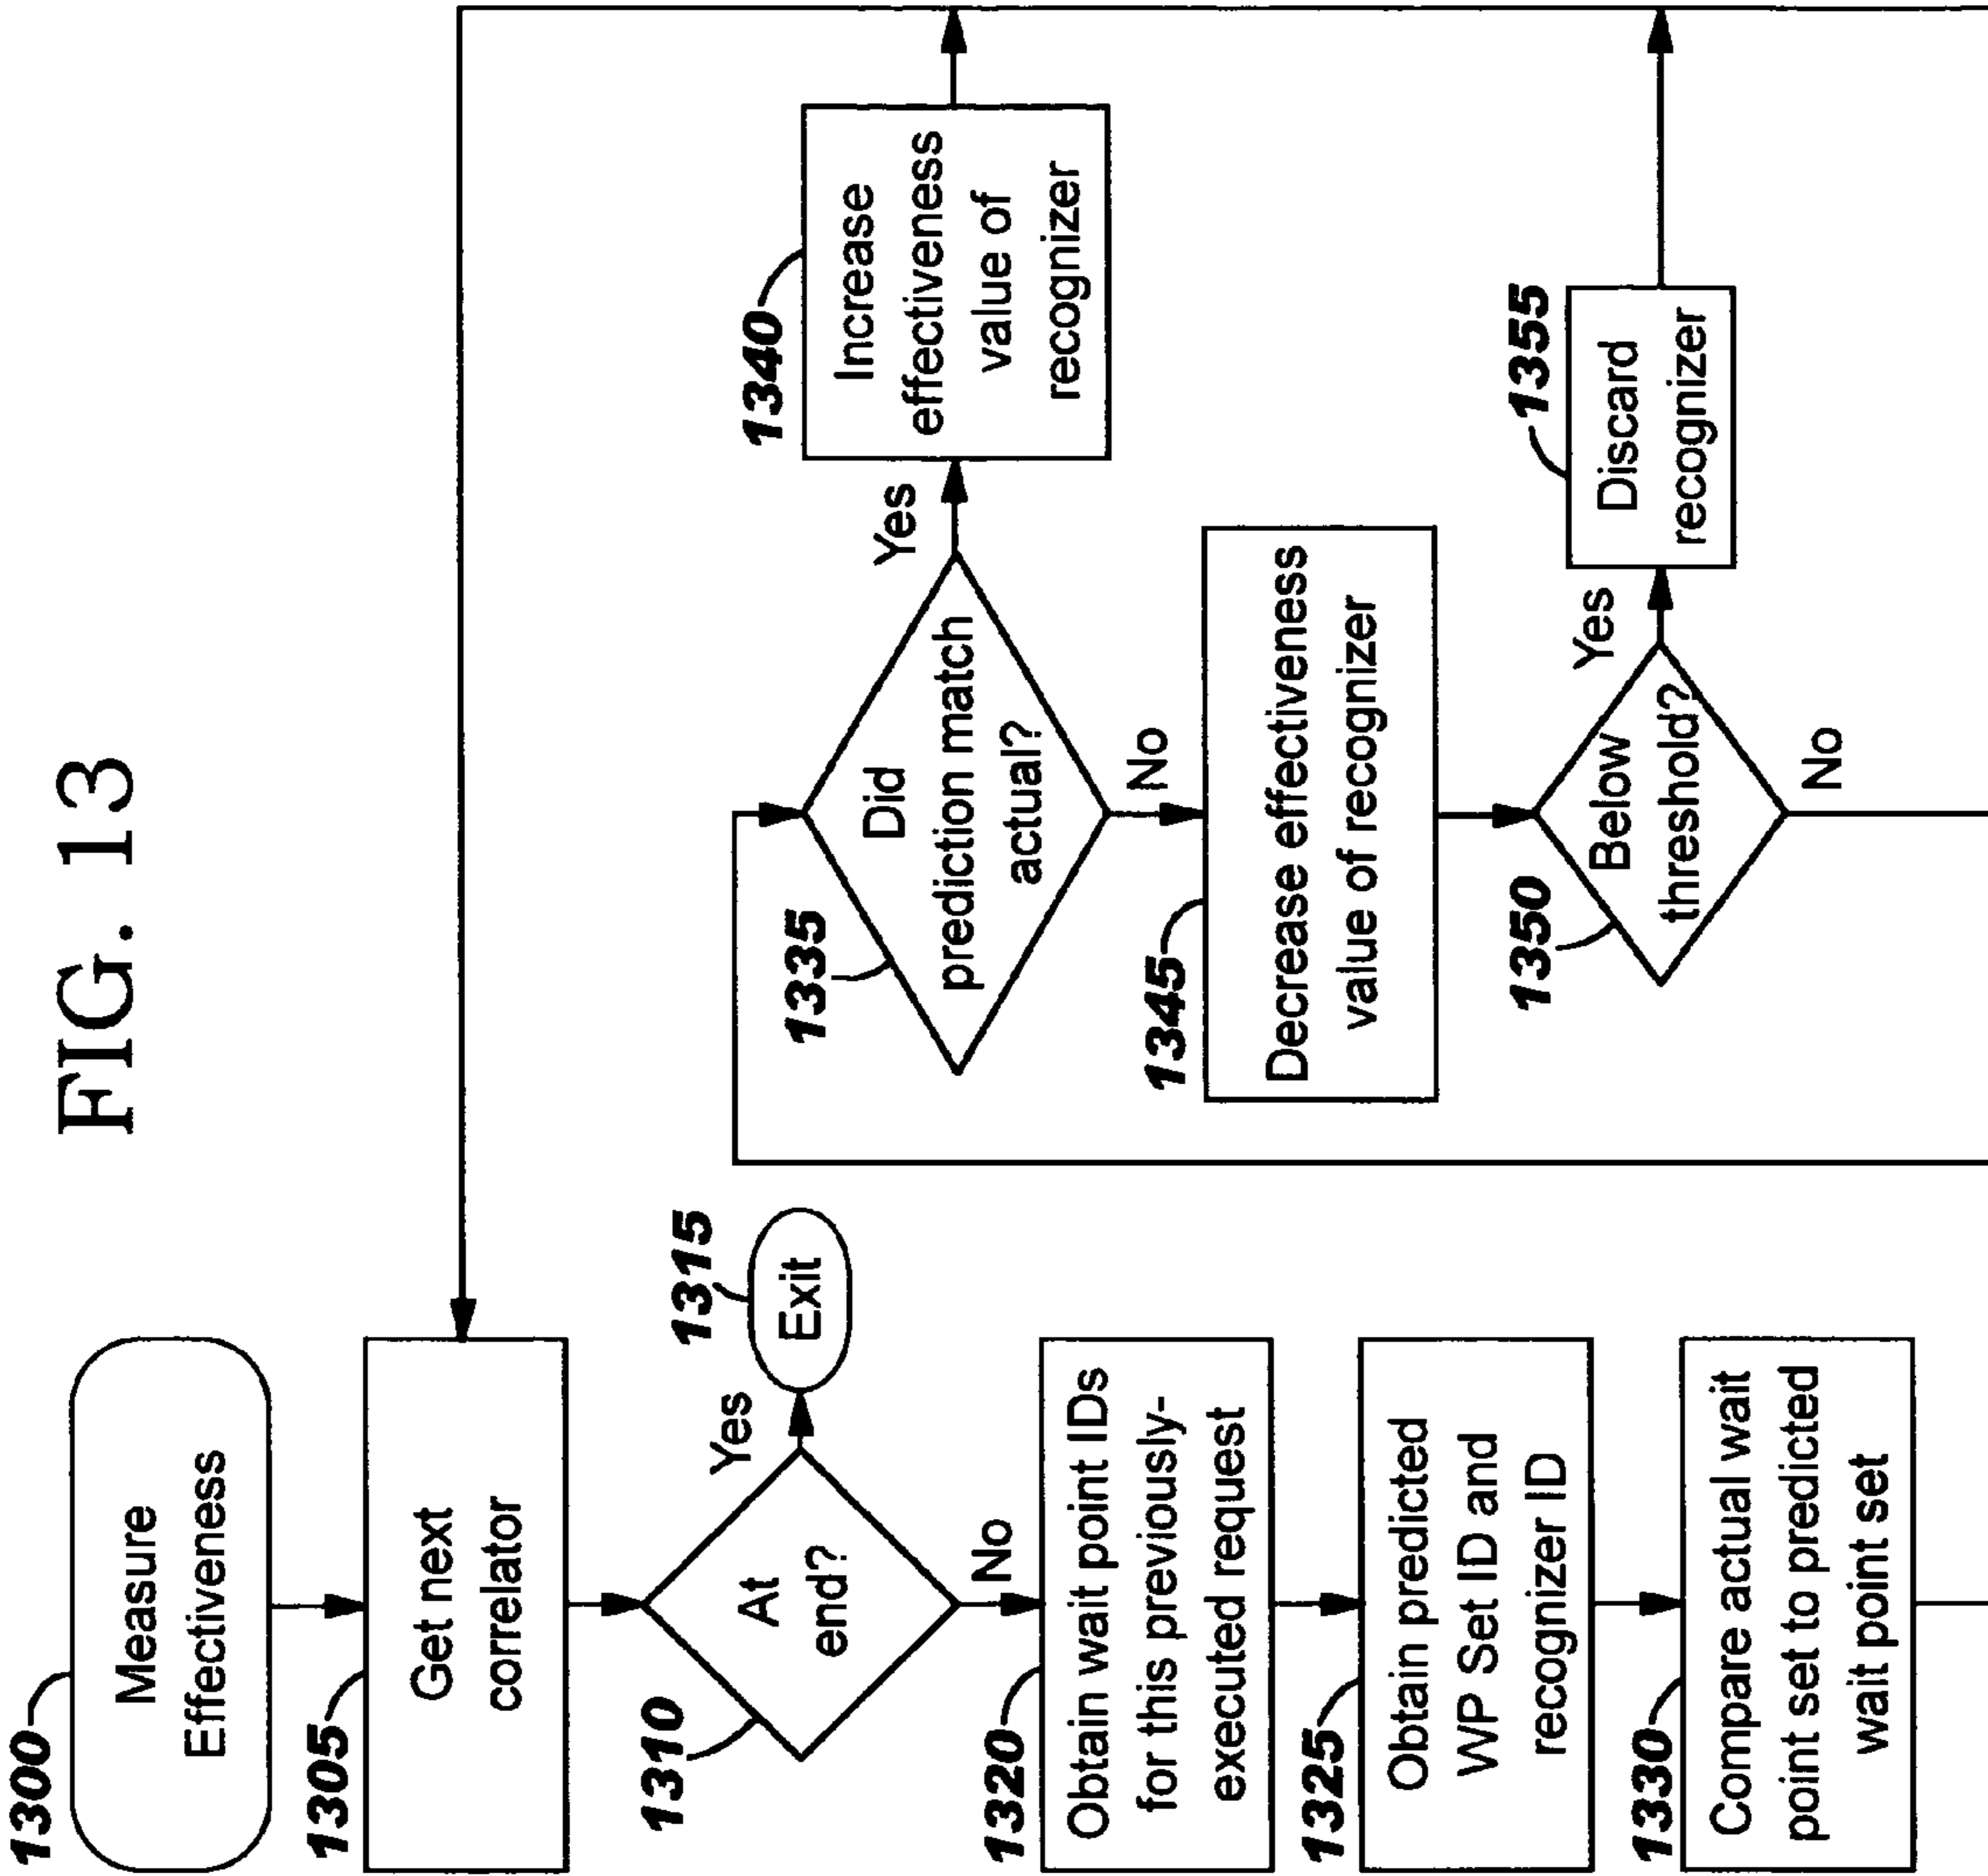 FIG. 13
1300
Measure
Effectiveness
1305
Get next
correlator
1310
At
end?
Yes
1315
Exit
No
1320
Obtain wait point IDs
for this previously-
executed request
1325
Obtain predicted
WP Set ID and
recognizer ID
1330
Compare actual wait
point set to predicted
wait point set
1335
Did
prediction match
actual?
Yes
1340
Increase
effectiveness
value of
recognizer
No
1345
Decrease effectiveness
value of recognizer
1350
Below
threshold?
Yes
1355
Discard
recognizer
No